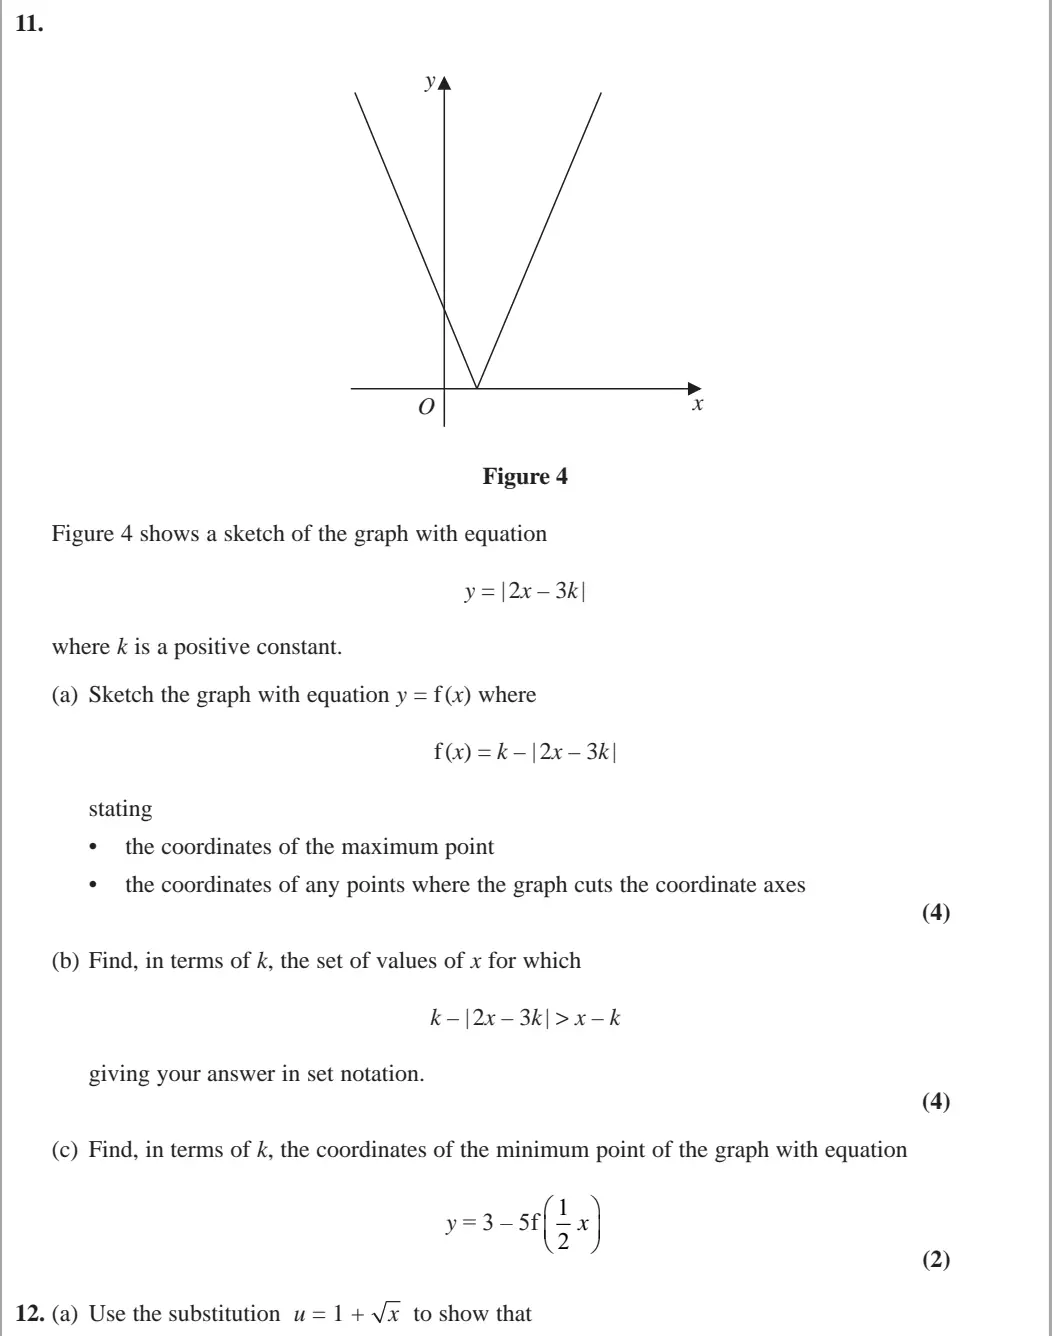 11.
y
O
x
Figure 4
Figure 4 shows a sketch of the graph with equation
y = |2x – 3k|
where k is a positive constant.
(a) Sketch the graph with equation y = f(x) where
f(x) = k – |2x – 3k|
stating
• the coordinates of the maximum point
• the coordinates of any points where the graph cuts the coordinate axes
(4)
(b) Find, in terms of k, the set of values of x for which
k – |2x – 3k| > x – k
giving your answer in set notation.
(4)
(c) Find, in terms of k, the coordinates of the minimum point of the graph with equation
y = 3 – 5f(1/2 x)
(2)
12. (a) Use the substitution u = 1 + √x to show that